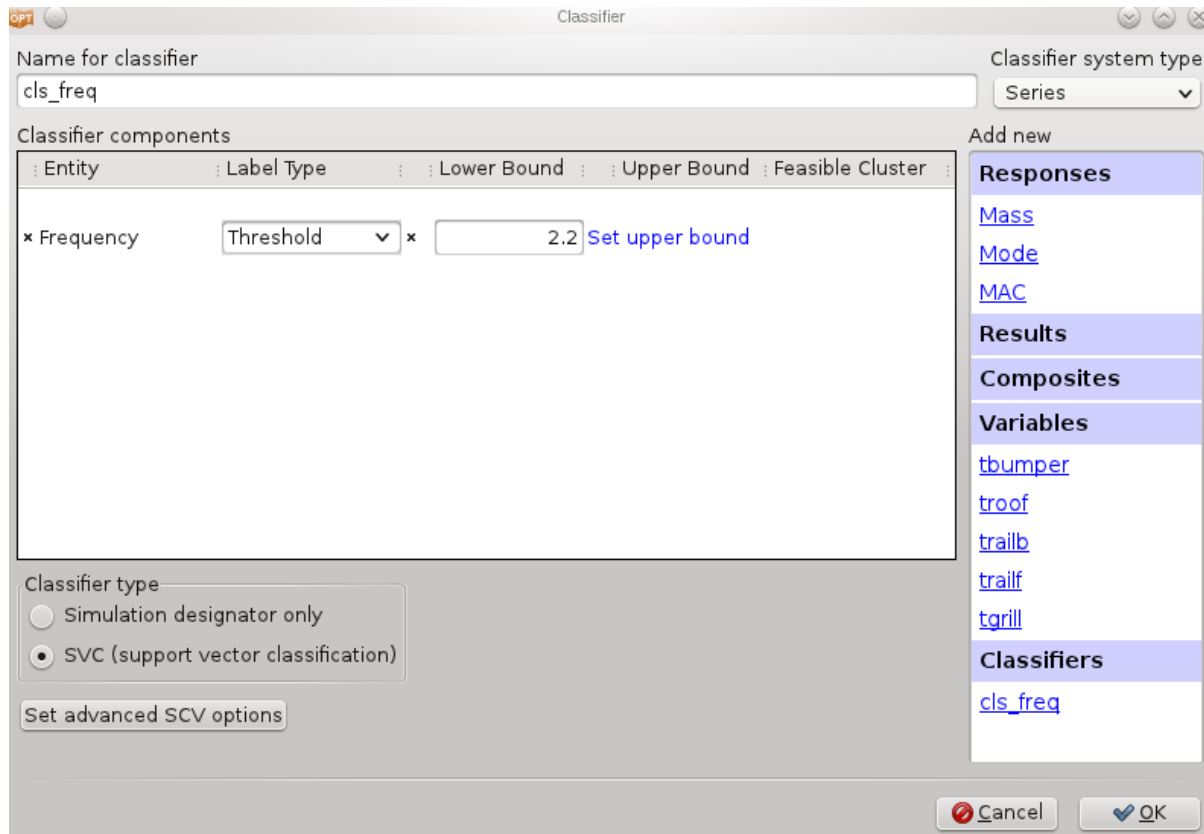 OPT Classifier
Name for classifier
cls_freq
Classifier system type
Series
Classifier components
Entity Label Type Lower Bound Upper Bound Feasible Cluster
× Frequency Threshold × 2.2 Set upper bound
Add new
Responses
Mass
Mode
MAC
Results
Composites
Variables
tbumper
troof
trailb
trailf
tgrill
Classifiers
cls_freq
Classifier type
Simulation designator only
SVC (support vector classification)
Set advanced SCV options
Cancel OK